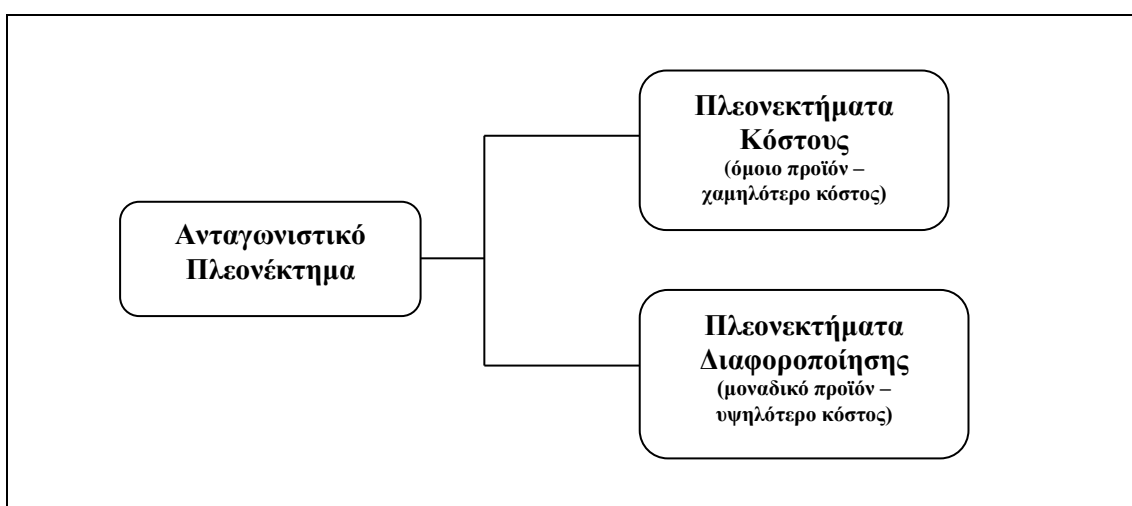 Πλεονεκτήματα
Κόστους
(όμοιο προϊόν –
χαμηλότερο κόστος)
Ανταγωνιστικό
Πλεονέκτημα
Πλεονεκτήματα
Διαφοροποίησης
(μοναδικό προϊόν –
υψηλότερο κόστος)